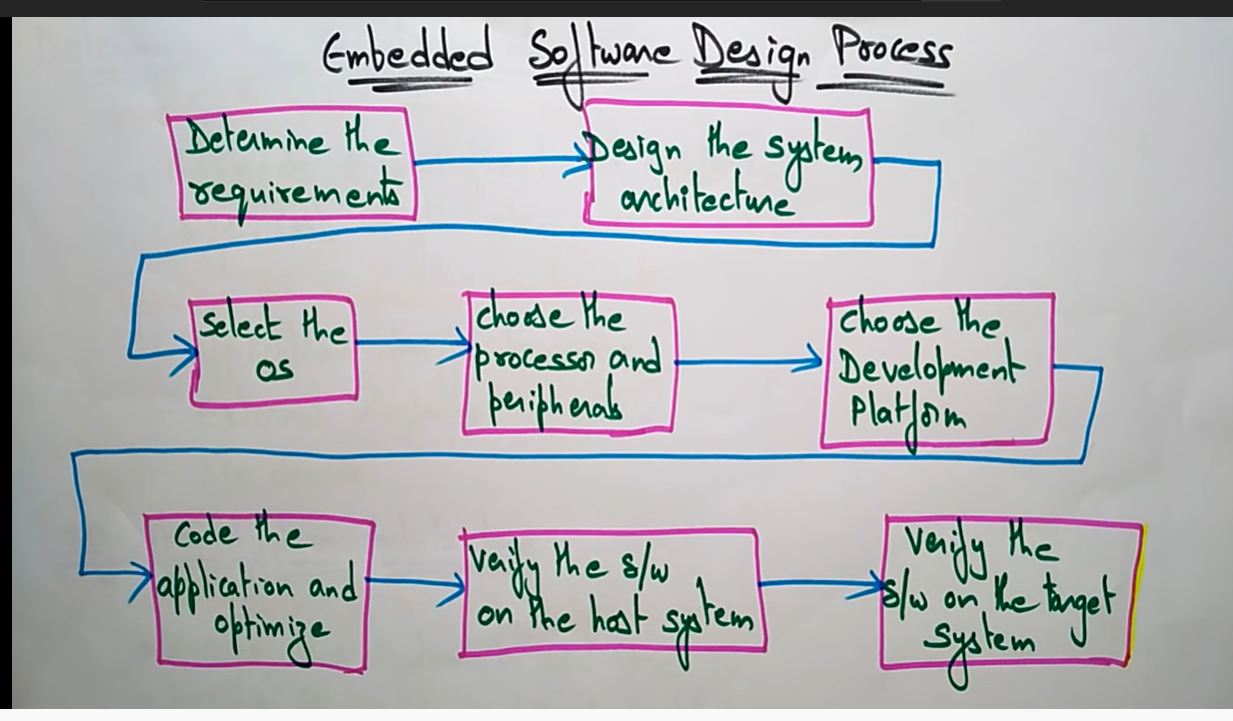 Embedded Software Design Process
Determine the
requirements
Design the system
architecture
Select the
OS
choose the
processor and
peripherals
choose the
Development
Platform
Code the
application and
optimize
Verify the s/w
on the host system
Verify the
s/w on the target
system